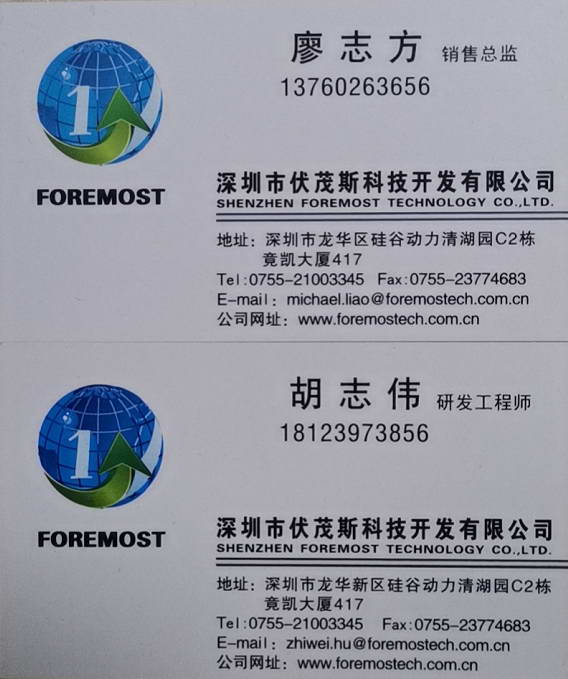 1
FOREMOST
廖志方 销售总监
13760263656
深圳市伏茂斯科技开发有限公司
SHENZHEN FOREMOST TECHNOLOGY CO.,LTD.
地址：深圳市龙华区硅谷动力清湖园C2栋
竟凯大厦417
Tel:0755-21003345 Fax:0755-23774683
E-mail：michael.liao@foremostech.com.cn
公司网址：www.foremostech.com.cn
1
FOREMOST
胡志伟 研发工程师
18123973856
深圳市伏茂斯科技开发有限公司
SHENZHEN FOREMOST TECHNOLOGY CO.,LTD.
地址：深圳市龙华新区硅谷动力清湖园C2栋
竟凯大厦417
Tel:0755-21003345 Fax:0755-23774683
E-mail：zhiwei.hu@foremostech.com.cn
公司网址：www.foremostech.com.cn